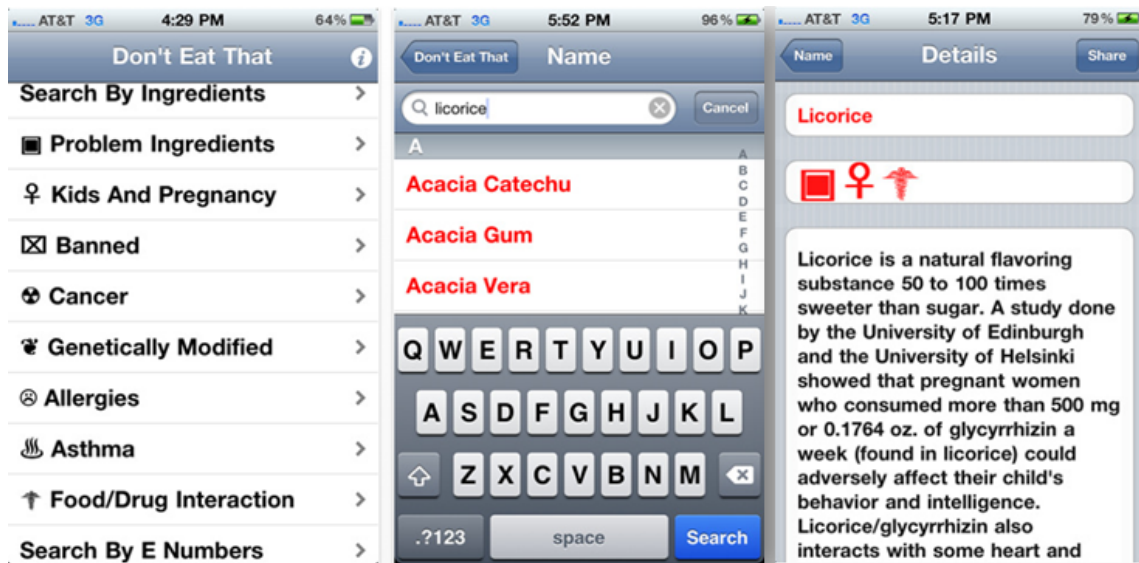 AT&T 3G 4:29 PM 64%
Don't Eat That
Search By Ingredients
Problem Ingredients
Kids And Pregnancy
Banned
Cancer
Genetically Modified
Allergies
Asthma
Food/Drug Interaction
Search By E Numbers
AT&T 3G 5:52 PM 96%
Don't Eat That Name
licorice Cancel
A
Acacia Catechu
Acacia Gum
Acacia Vera
A
B
C
D
E
F
G
H
I
J
K
Q W E R T Y U I O P
A S D F G H J K L
Z X C V B N M
.?123 space Search
AT&T 3G 5:17 PM 79%
Name Details Share
Licorice
Licorice is a natural flavoring
substance 50 to 100 times
sweeter than sugar. A study done
by the University of Edinburgh
and the University of Helsinki
showed that pregnant women
who consumed more than 500 mg
or 0.1764 oz. of glycyrrhizin a
week (found in licorice) could
adversely affect their child's
behavior and intelligence.
Licorice/glycyrrhizin also
interacts with some heart and